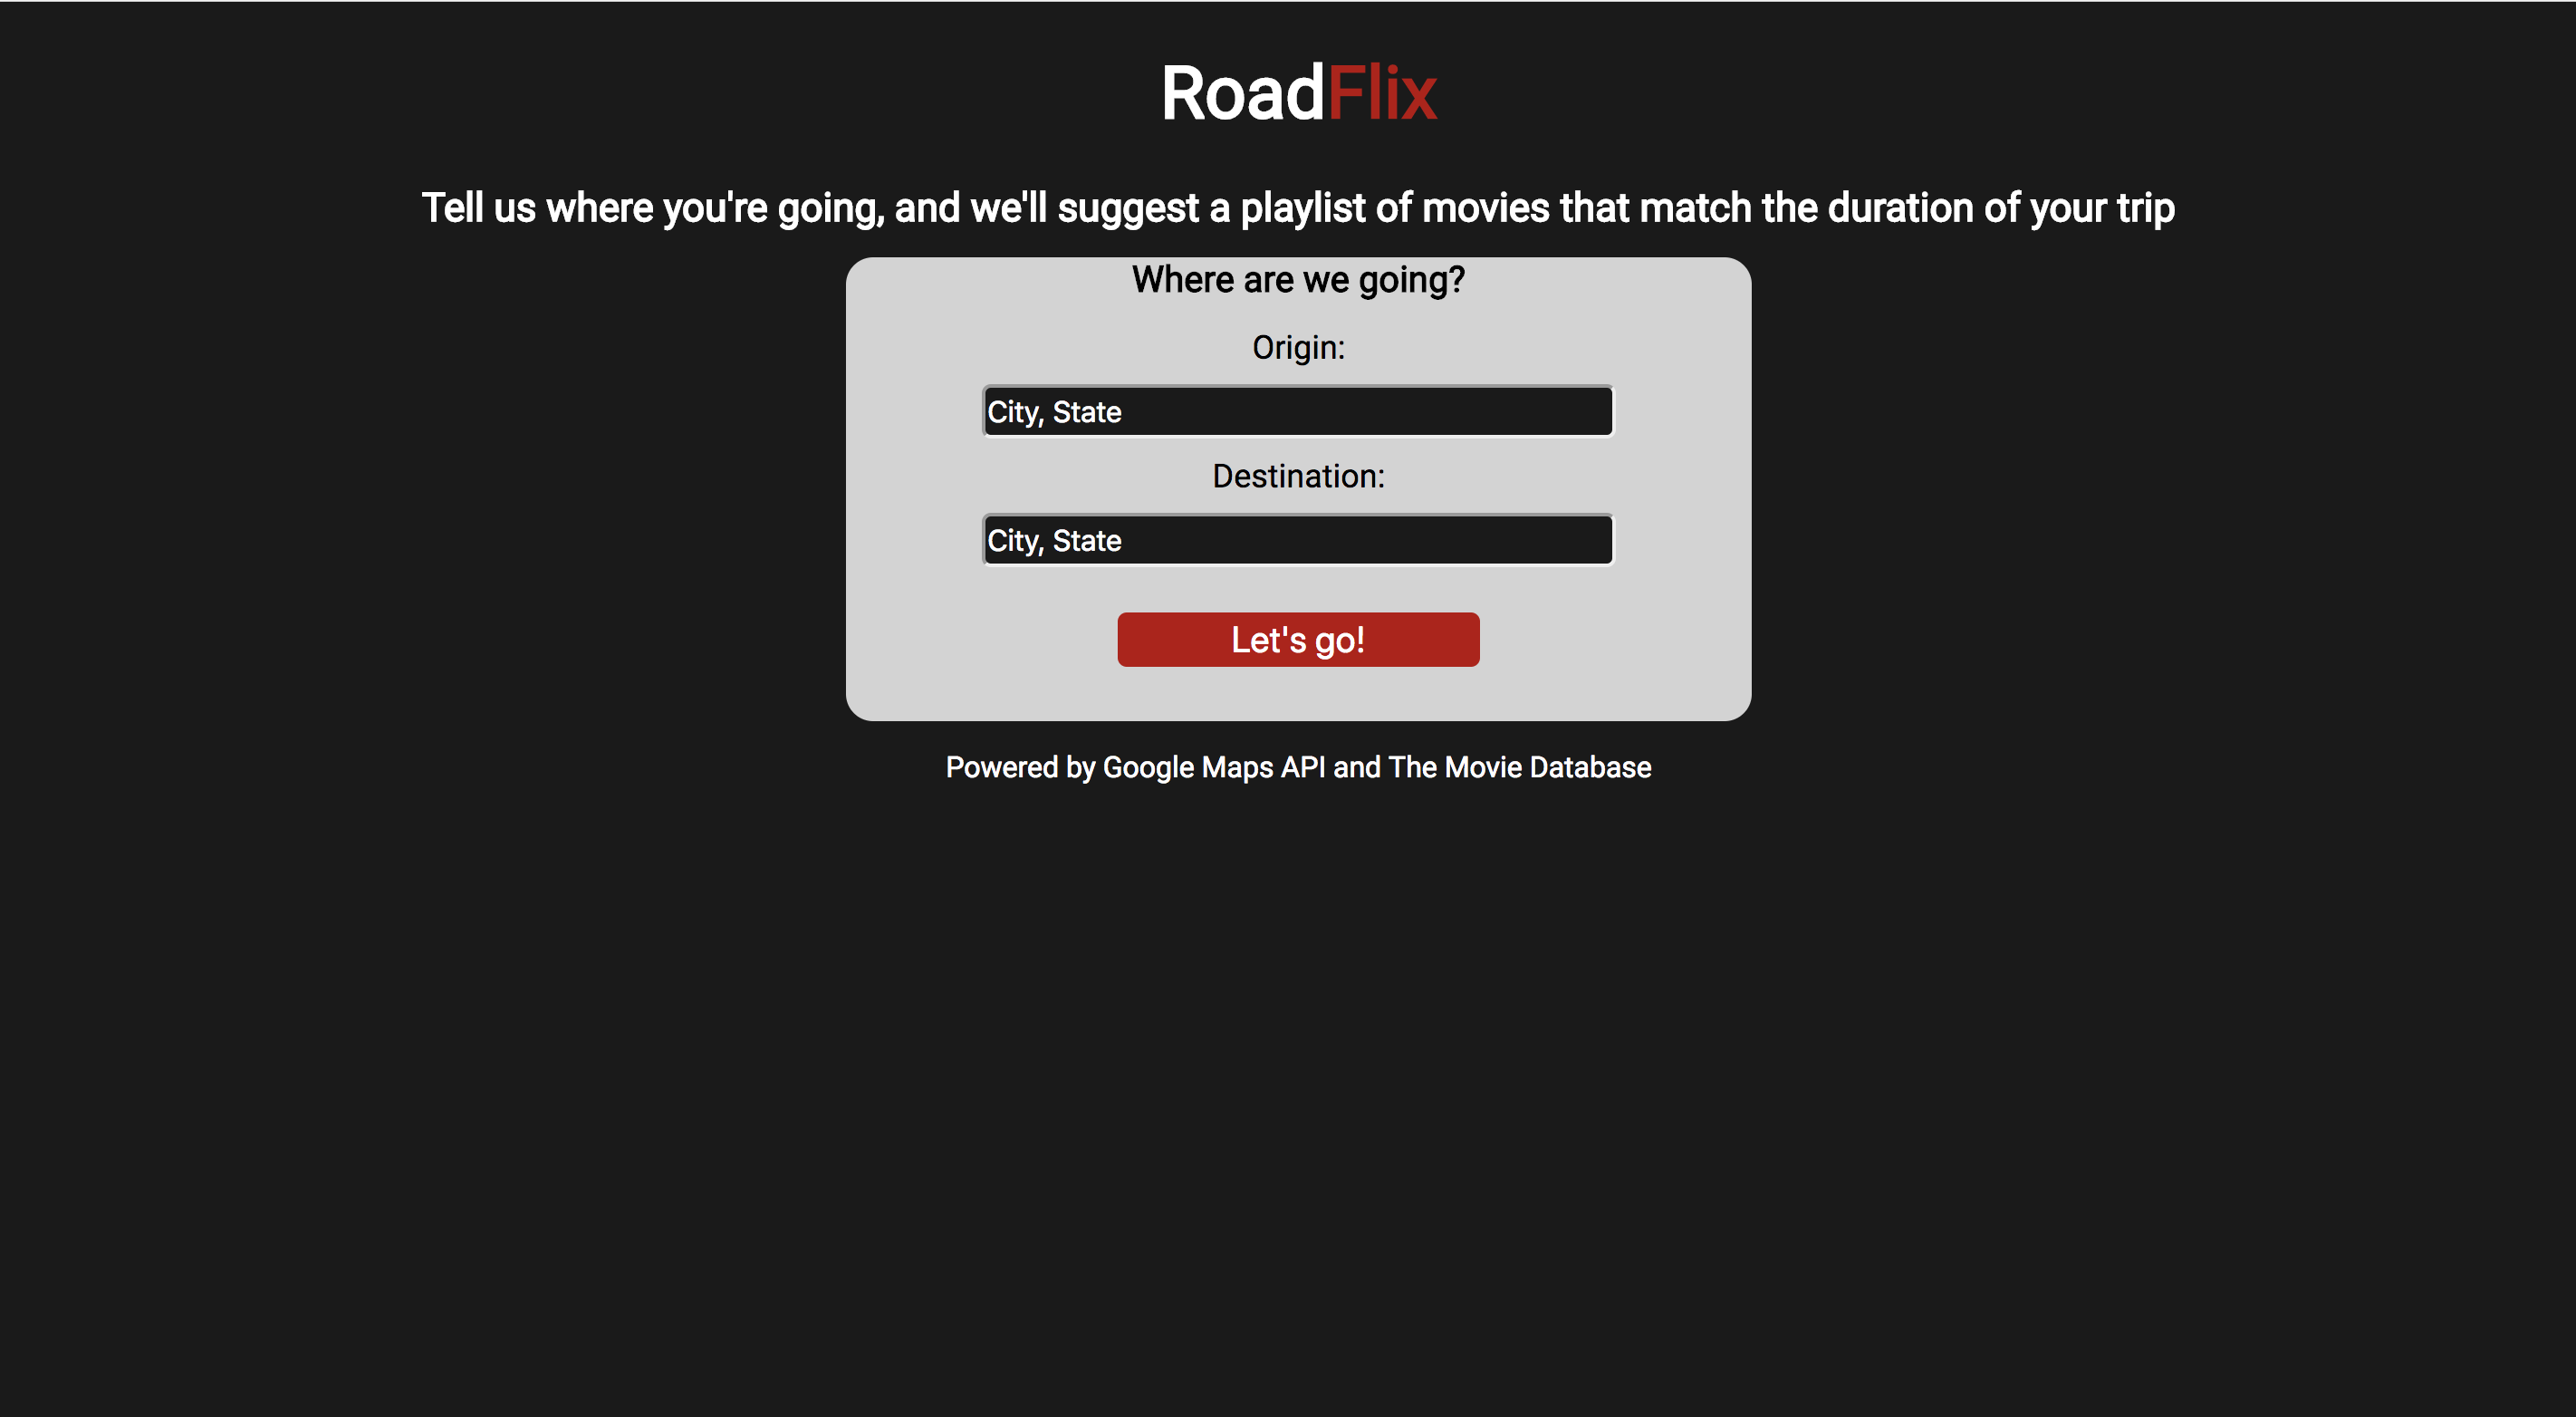 RoadFlix
Tell us where you're going, and we'll suggest a playlist of movies that match the duration of your trip
Where are we going?
Origin:
City, State
Destination:
City, State
Let's go!
Powered by Google Maps API and The Movie Database